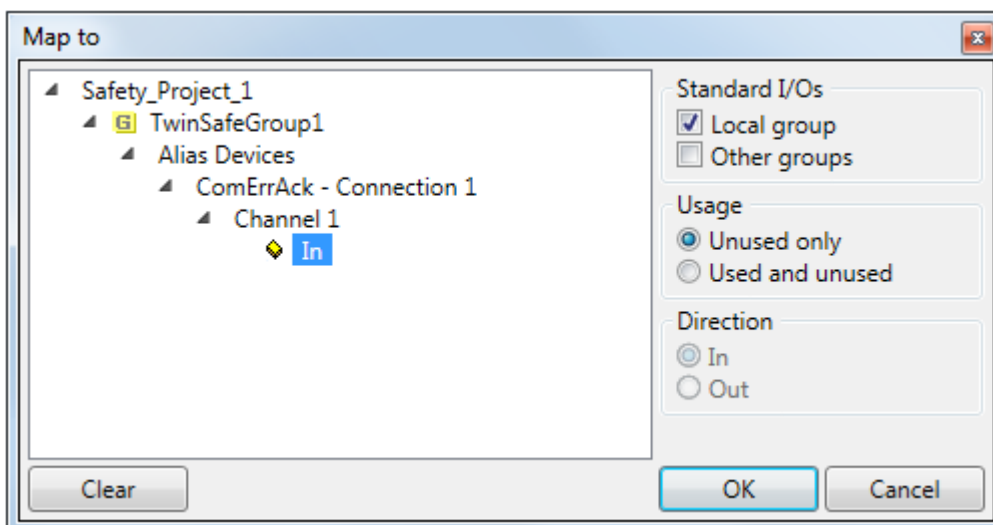 Map to
Safety_Project_1
G TwinSafeGroup1
Alias Devices
ComErrAck - Connection 1
Channel 1
In
Standard I/Os
Local group
Other groups
Usage
Unused only
Used and unused
Direction
In
Out
Clear
OK
Cancel